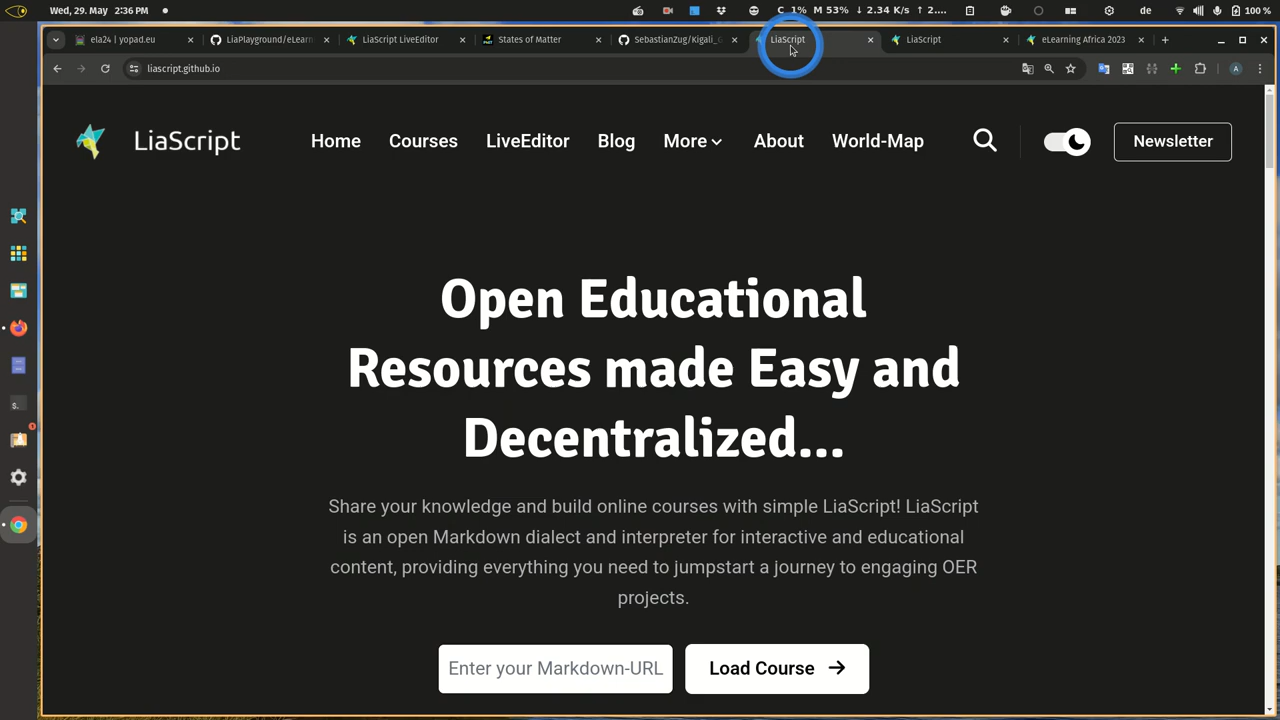 Wed, 29. May 2:36 PM
C 1% M 53% ↓ 2.34 K/s ↑ 2....
de
100 %
ela24 | yopad.eu
LiaPlayground/eLearn
LiaScript LiveEditor
States of Matter
SebastianZug/Kigali_
LiaScript
LiaScript
eLearning Africa 2023
liascript.github.io
A
LiaScript
Home
Courses
LiveEditor
Blog
More
About
World-Map
Newsletter
Open Educational
Resources made Easy and
Decentralized...
Share your knowledge and build online courses with simple LiaScript! LiaScript
is an open Markdown dialect and interpreter for interactive and educational
content, providing everything you need to jumpstart a journey to engaging OER
projects.
Enter your Markdown-URL
Load Course